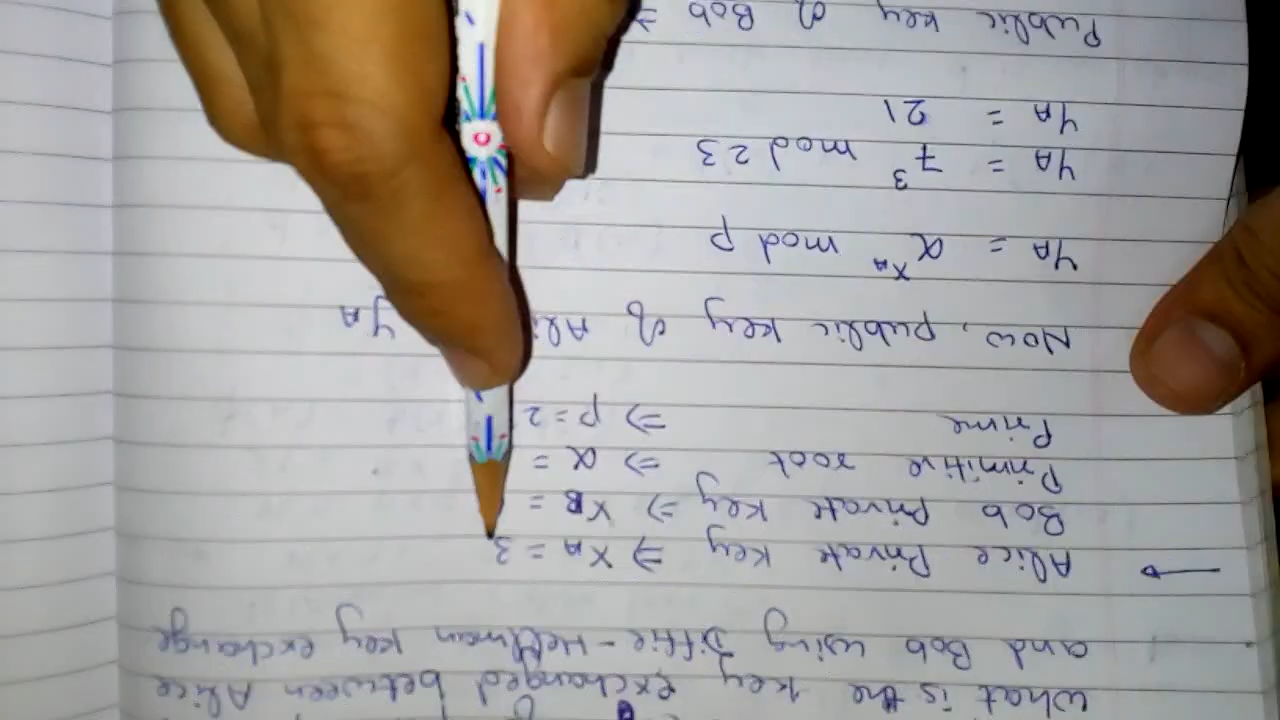 What is the key exchanged between Alice
and Bob using Diffie-Hellman key exchange
→ Alice Private key ⇒ XA = 3
Bob Private key ⇒ XB =
Primitive root ⇒ α =
Prime ⇒ p = 2
Now, public key of Ali YA
YA = α^XA mod p
YA = 7^3 mod 23
YA = 21
Public key of Bob ⇒